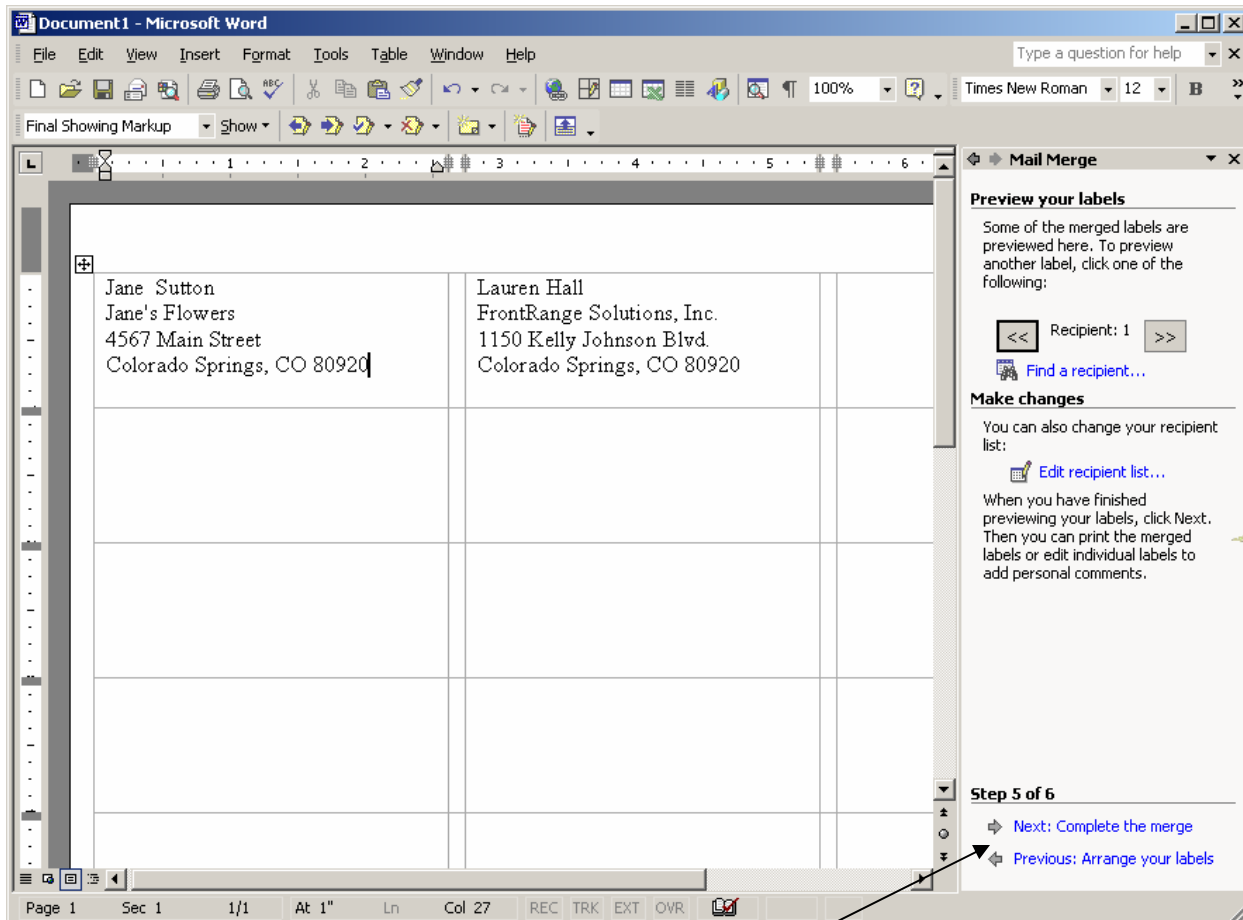 Document1 - Microsoft Word
File Edit View Insert Format Tools Table Window Help Type a question for help
100% Times New Roman 12 B
Final Showing Markup Show
1 2 3 4 5 6
Mail Merge
Preview your labels
Some of the merged labels are
previewed here. To preview
another label, click one of the
following:
<< Recipient: 1 >>
Find a recipient...
Make changes
You can also change your recipient
list:
Edit recipient list...
When you have finished
previewing your labels, click Next.
Then you can print the merged
labels or edit individual labels to
add personal comments.
Step 5 of 6
Next: Complete the merge
Previous: Arrange your labels
Jane  Sutton
Jane's Flowers
4567 Main Street
Colorado Springs, CO 80920
Lauren Hall
FrontRange Solutions, Inc.
1150 Kelly Johnson Blvd.
Colorado Springs, CO 80920
Page 1 Sec 1 1/1 At 1" Ln Col 27 REC TRK EXT OVR